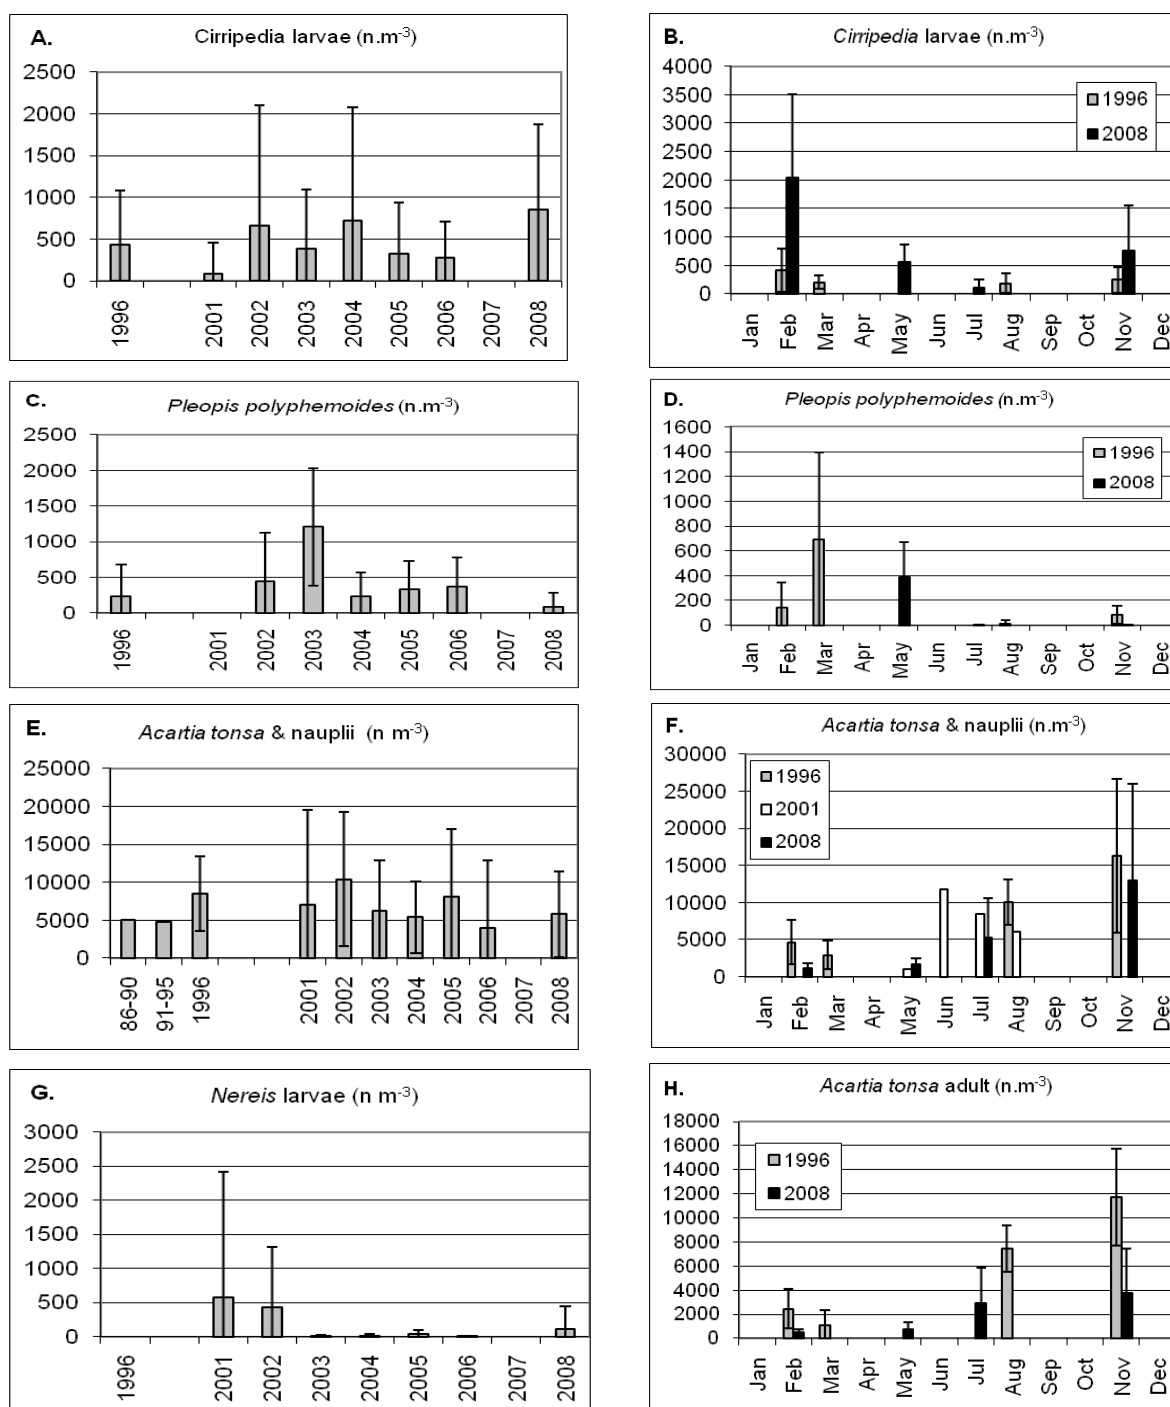 A. Cirripedia larvae (n.m-3)
2500
2000
1500
1000
500
0
1996
2001
2002
2003
2004
2005
2006
2007
2008
B. Cirripedia larvae (n.m-3)
4000
3500
3000
2500
2000
1500
1000
500
0
1996
2008
Jan
Feb
Mar
Apr
May
Jun
Jul
Aug
Sep
Oct
Nov
Dec
C. Pleopis polyphemoides (n.m-3)
2500
2000
1500
1000
500
0
1996
2001
2002
2003
2004
2005
2006
2007
2008
D. Pleopis polyphemoides (n.m-3)
1600
1400
1200
1000
800
600
400
200
0
1996
2008
Jan
Feb
Mar
Apr
May
Jun
Jul
Aug
Sep
Oct
Nov
Dec
E. Acartia tonsa & nauplii (n m-3)
25000
20000
15000
10000
5000
0
86-90
91-95
1996
2001
2002
2003
2004
2005
2006
2007
2008
F. Acartia tonsa & nauplii (n.m-3)
30000
25000
20000
15000
10000
5000
0
1996
2001
2008
Jan
Feb
Mar
Apr
May
Jun
Jul
Aug
Sep
Oct
Nov
Dec
G. Nereis larvae (n m-3)
3000
2500
2000
1500
1000
500
0
1996
2001
2002
2003
2004
2005
2006
2007
2008
H. Acartia tonsa adult (n.m-3)
18000
16000
14000
12000
10000
8000
6000
4000
2000
0
1996
2008
Jan
Feb
Mar
Apr
May
Jun
Jul
Aug
Sep
Oct
Nov
Dec